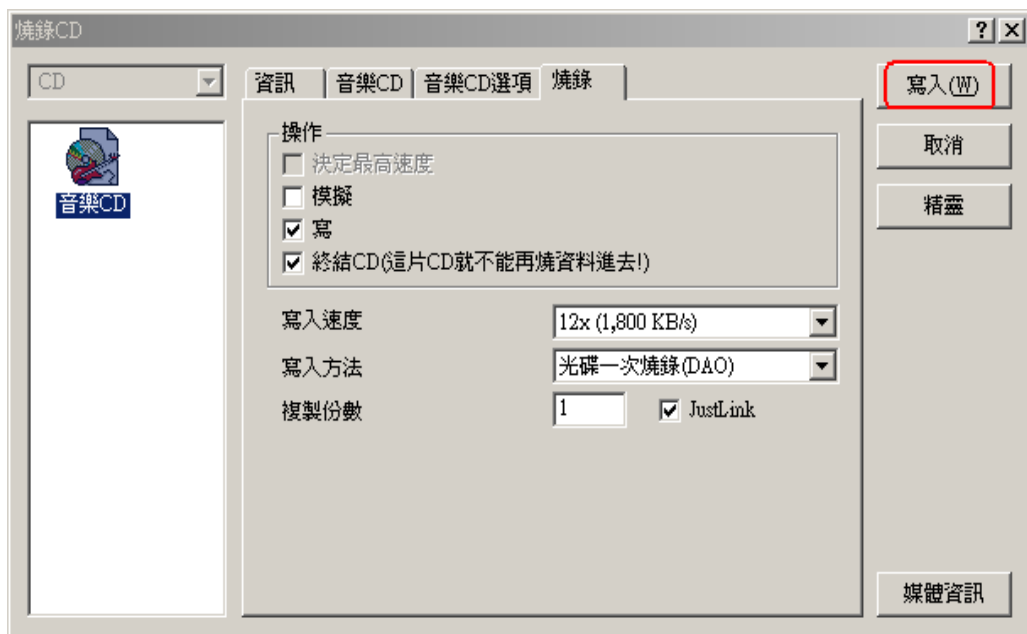 燒錄CD
CD
音樂CD
資訊 音樂CD 音樂CD選項 燒錄
操作
決定最高速度
模擬
寫
終結CD(這片CD就不能再燒資料進去!)
寫入速度 12x (1,800 KB/s)
寫入方法 光碟一次燒錄(DAO)
複製份數 1 JustLink
寫入(W)
取消
精靈
媒體資訊